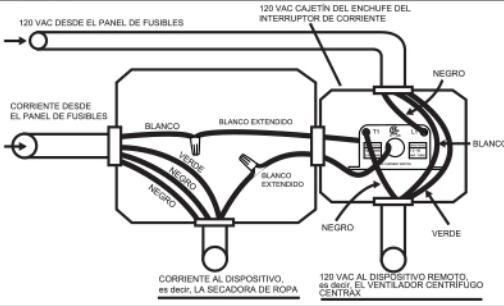 120 VAC DESDE EL PANEL DE FUSIBLES
120 VAC CAJETÍN DEL ENCHUFE DEL
INTERRUPTOR DE CORRIENTE
NEGRO
CORRIENTE DESDE
EL PANEL DE FUSIBLES
BLANCO
BLANCO EXTENDIDO
T1
L1
BLANCO
VERDE
NEGRO
NEGRO
BLANCO
EXTENDIDO
NEGRO
VERDE
CORRIENTE AL DISPOSITIVO,
es decir, LA SECADORA DE ROPA
120 VAC AL DISPOSITIVO REMOTO,
es decir, EL VENTILADOR CENTRÍFUGO
CENTRAX